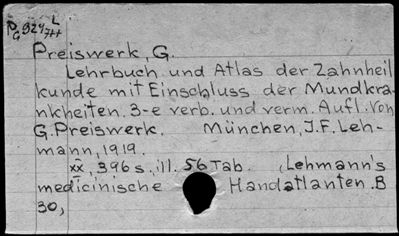 Preiswerk, G.
Lehrbuch und Atlas der Zahnheil
kunde mit Einschluss der Mundkra-
nkheiten. 3-e verb. und verm. Aufl. von
G. Preiswerk. München, J.F. Leh-
mann, 1919.
XX, 396 s., ill. 56 Tab. (Lehmann's
medicinische Handatlanten. B
30,